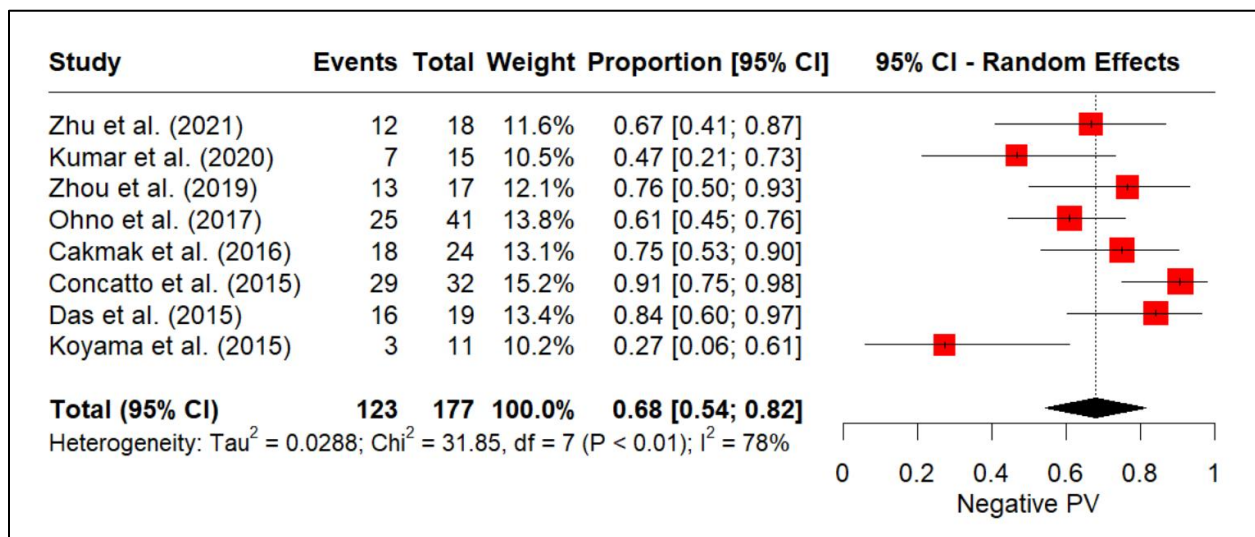 Study Events Total Weight Proportion [95% CI] 95% CI - Random Effects
Zhu et al. (2021) 12 18 11.6% 0.67 [0.41; 0.87]
Kumar et al. (2020) 7 15 10.5% 0.47 [0.21; 0.73]
Zhou et al. (2019) 13 17 12.1% 0.76 [0.50; 0.93]
Ohno et al. (2017) 25 41 13.8% 0.61 [0.45; 0.76]
Cakmak et al. (2016) 18 24 13.1% 0.75 [0.53; 0.90]
Concatto et al. (2015) 29 32 15.2% 0.91 [0.75; 0.98]
Das et al. (2015) 16 19 13.4% 0.84 [0.60; 0.97]
Koyama et al. (2015) 3 11 10.2% 0.27 [0.06; 0.61]
Total (95% CI) 123 177 100.0% 0.68 [0.54; 0.82]
Heterogeneity: Tau² = 0.0288; Chi² = 31.85, df = 7 (P < 0.01); I² = 78%
0 0.2 0.4 0.6 0.8 1
Negative PV